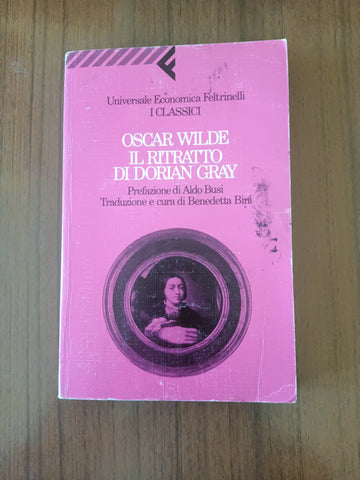 Universale Economica Feltrinelli
I CLASSICI
OSCAR WILDE
IL RITRATTO
DI DORIAN GRAY
Prefazione di Aldo Busi
Traduzione e cura di Benedetta Bini